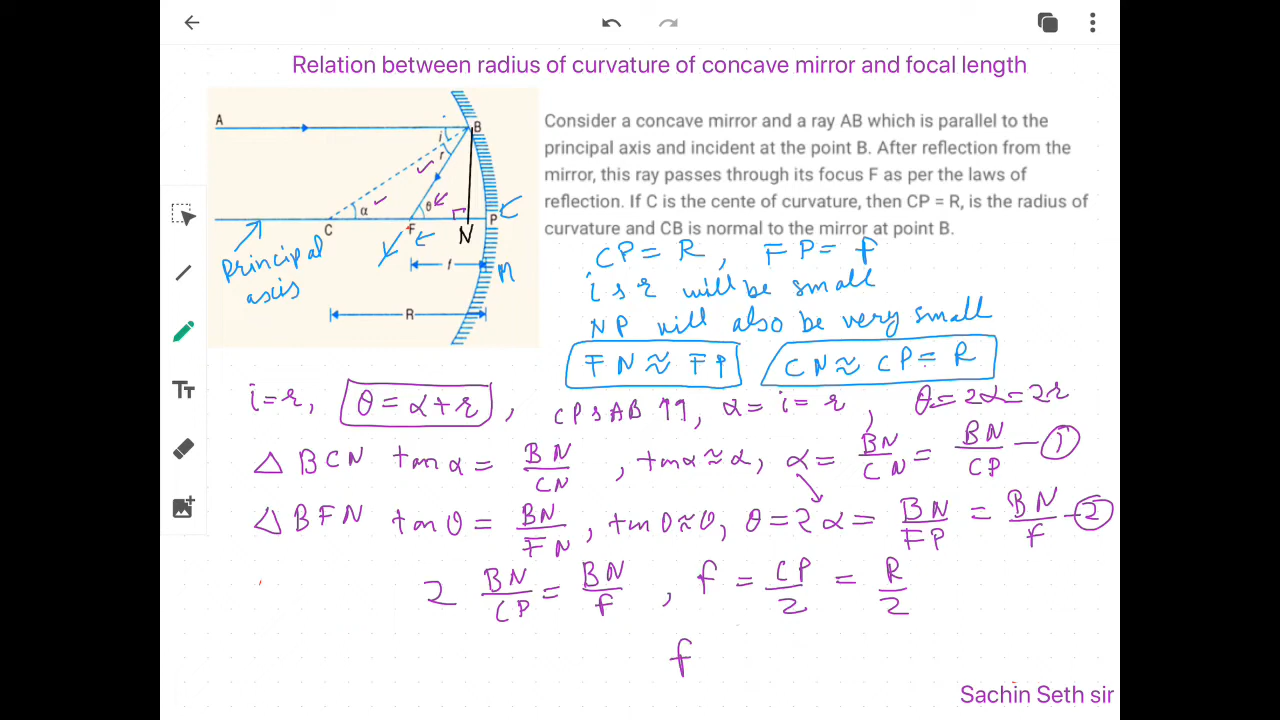 Relation between radius of curvature of concave mirror and focal length
A
B
i
r
α
θ
C
F
N
P
M
f
R
Principal
axis
Consider a concave mirror and a ray AB which is parallel to the
principal axis and incident at the point B. After reflection from the
mirror, this ray passes through its focus F as per the laws of
reflection. If C is the cente of curvature, then CP = R, is the radius of
curvature and CB is normal to the mirror at point B.
CP = R, FP = f
i & r will be small
NP will also be very small
FN ≈ FP CN ≈ CP = R
i = r, θ = α + r, CP & AB ↑↑, α = i = r, θ = 2α = 2r
△ BCN tan α = BN/CN, tan α ≈ α, α = BN/CN = BN/CP — ①
△ BFN tan θ = BN/FN, tan θ ≈ θ, θ = 2α = BN/FP = BN/f — ②
2 BN/CP = BN/f, f = CP/2 = R/2
f
TT
Sachin Seth sir